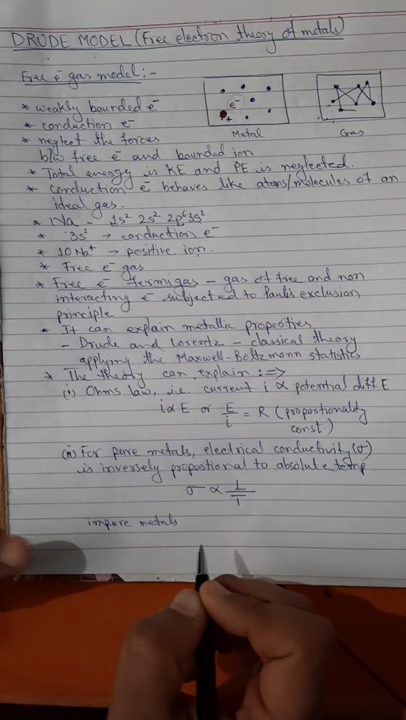 DRUDE MODEL (Free electron theory of metals)
Free e⁻ gas model:-
* weakly bounded e⁻
* conduction e⁻
* neglect the forces
b/w free e⁻ and bounded ion
e⁻
+
Metal
Gas
* Total energy is KE and PE is neglected.
* conduction e⁻ behaves like atoms/molecules of an
ideal gas.
* Na - 1s² 2s² 2p⁶ 3s¹
* 3s¹ → conduction e⁻
* 10 Na⁺ → positive ion
* Free e⁻ gas
* Free e⁻ fermigas - gas of free and non
interacting e⁻ subjected to Paulis exclusion
principle
* It can explain metallic properties
- Drude and Lorentz - classical theory
applying the Maxwell-Boltzmann statistics
* The theory can explain :=>
(i) Ohms law, i.e. current i ∝ potential diff E
i ∝ E or E/i = R (proportionality
const)
(ii) For pure metals, electrical conductivity (σ)
is inversely proportional to absolute temp
σ ∝ 1/T
impure metals